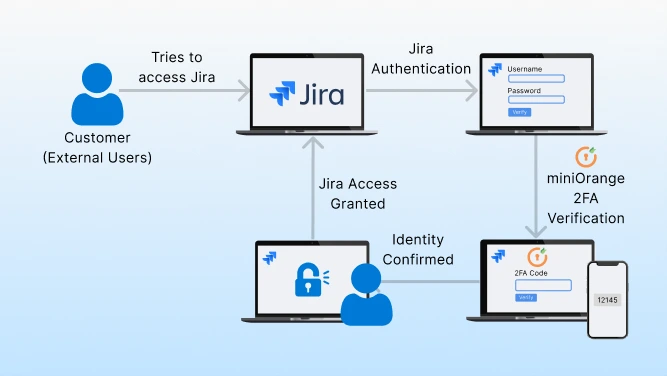 Tries to
access Jira
Jira
Authentication
Jira
Username
Password
Verify
Customer
(External Users)
miniOrange
2FA
Verification
Jira Access
Granted
Identity
Confirmed
2FA Code
Verify
12145